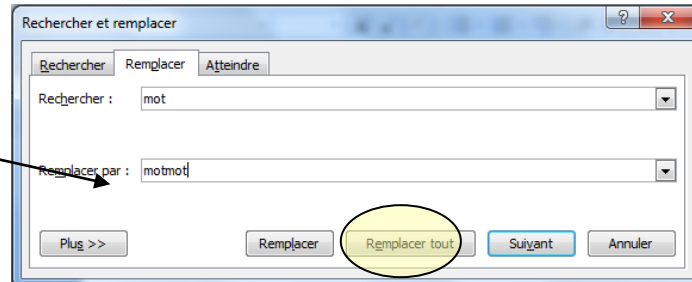 Rechercher et remplacer
Rechercher Remplacer Atteindre
Rechercher : mot
Remplacer par : motmot
Plus >> Remplacer Remplacer tout Suivant Annuler